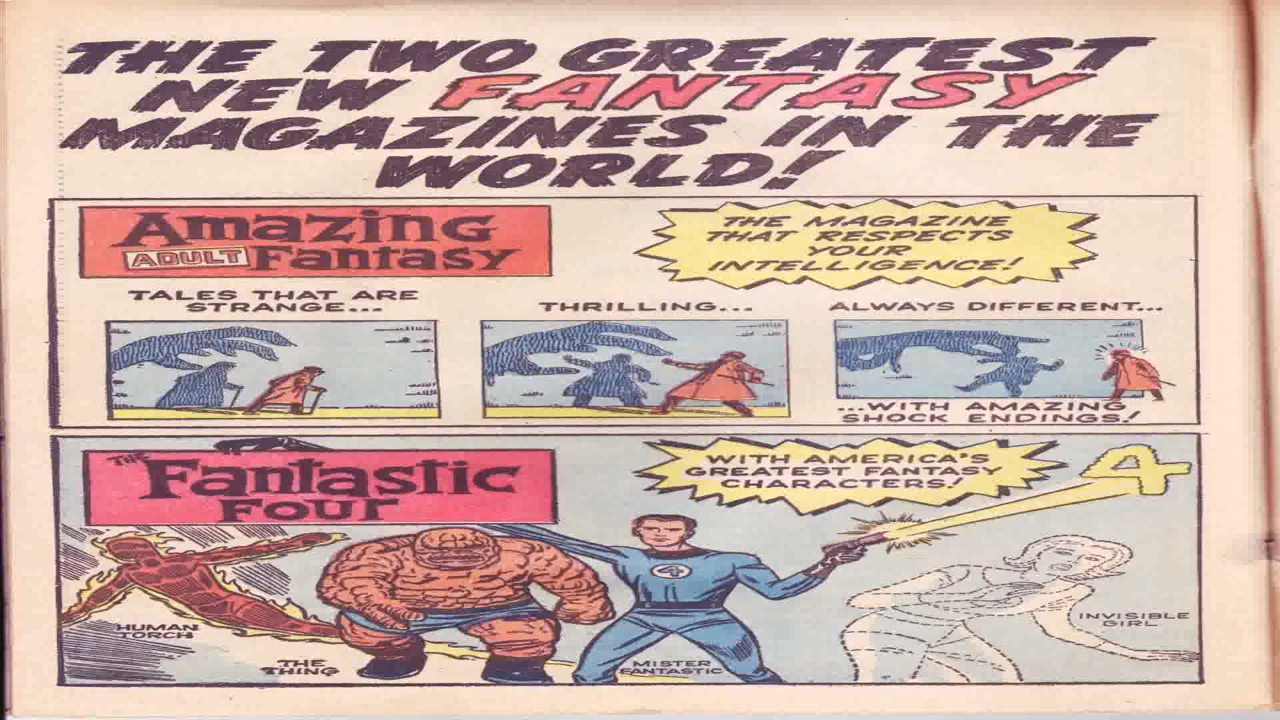 THE TWO GREATEST
NEW FANTASY
MAGAZINES IN THE
WORLD!
Amazing
ADULT Fantasy
THE MAGAZINE
THAT RESPECTS
YOUR
INTELLIGENCE!
TALES THAT ARE
STRANGE...
THRILLING...
ALWAYS DIFFERENT...
...WITH AMAZING
SHOCK ENDINGS!
THE
Fantastic
Four
WITH AMERICA'S
GREATEST FANTASY
CHARACTERS!
4
4
HUMAN
TORCH
THE
THING
MISTER
FANTASTIC
INVISIBLE
GIRL